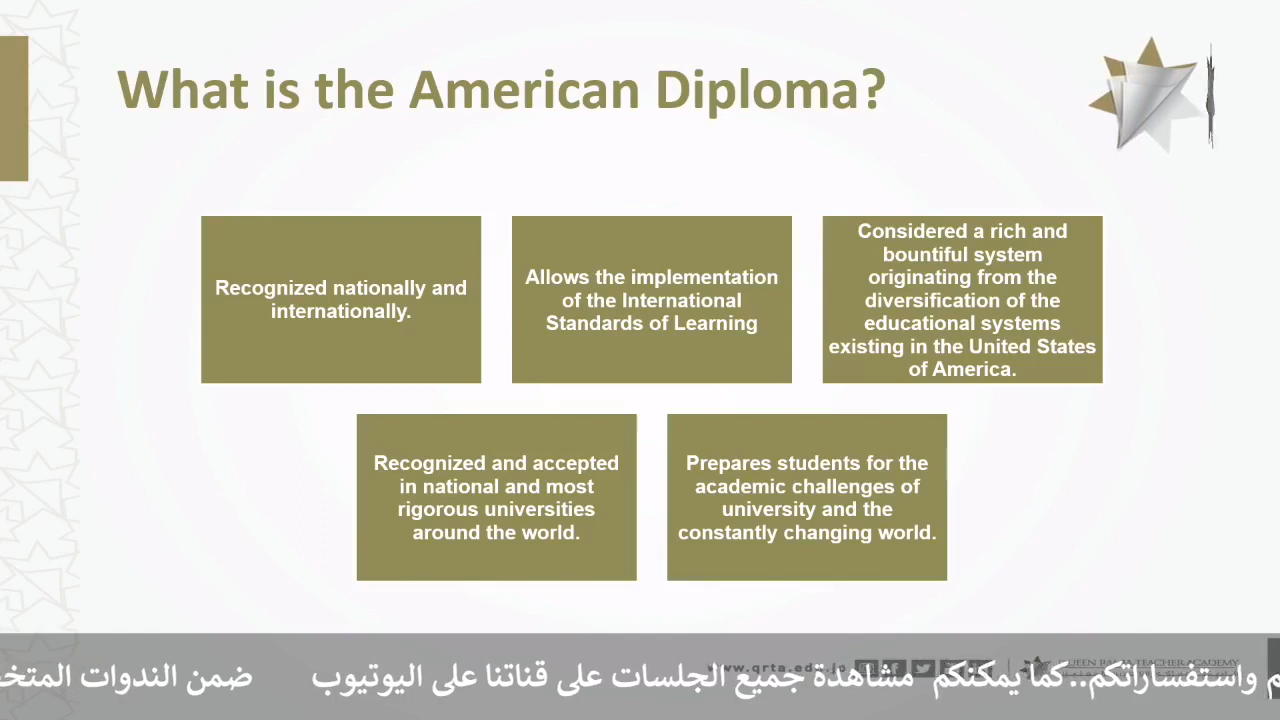 What is the American Diploma?
Recognized nationally and
internationally.
Allows the implementation
of the International
Standards of Learning
Considered a rich and
bountiful system
originating from the
diversification of the
educational systems
existing in the United States
of America.
Recognized and accepted
in national and most
rigorous universities
around the world.
Prepares students for the
academic challenges of
university and the
constantly changing world.
واستفساراتكم..كما يمكنكم مشاهدة جميع الجلسات على قناتنا على اليوتيوب ضمن الندوات
www.qrta.edu.jo
QUEEN RANIA TEACHER ACADEMY